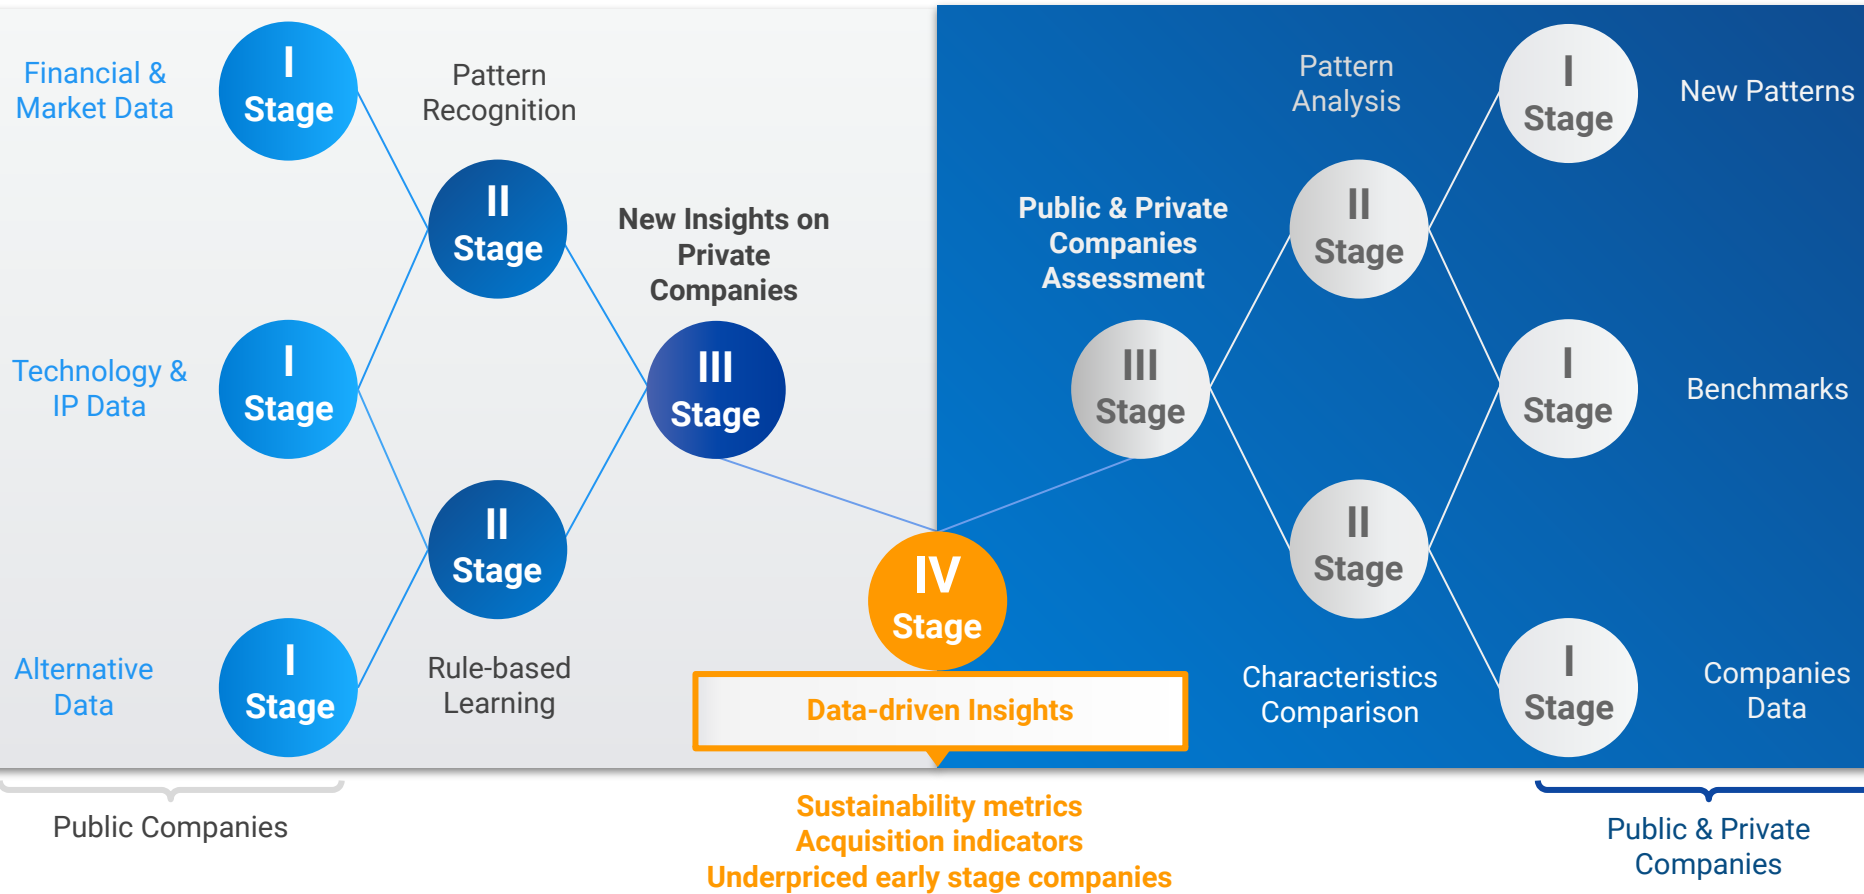 Financial &
Market Data
I
Stage
Pattern
Recognition
II
Stage
New Insights on
Private
Companies
Technology &
IP Data
I
Stage
III
Stage
II
Stage
Alternative
Data
I
Stage
Rule-based
Learning
Public Companies
Pattern
Analysis
I
Stage
New Patterns
Public & Private
Companies
Assessment
II
Stage
III
Stage
I
Stage
Benchmarks
II
Stage
Characteristics
Comparison
I
Stage
Companies
Data
Public & Private
Companies
IV
Stage
Data-driven Insights
Sustainability metrics
Acquisition indicators
Underpriced early stage companies